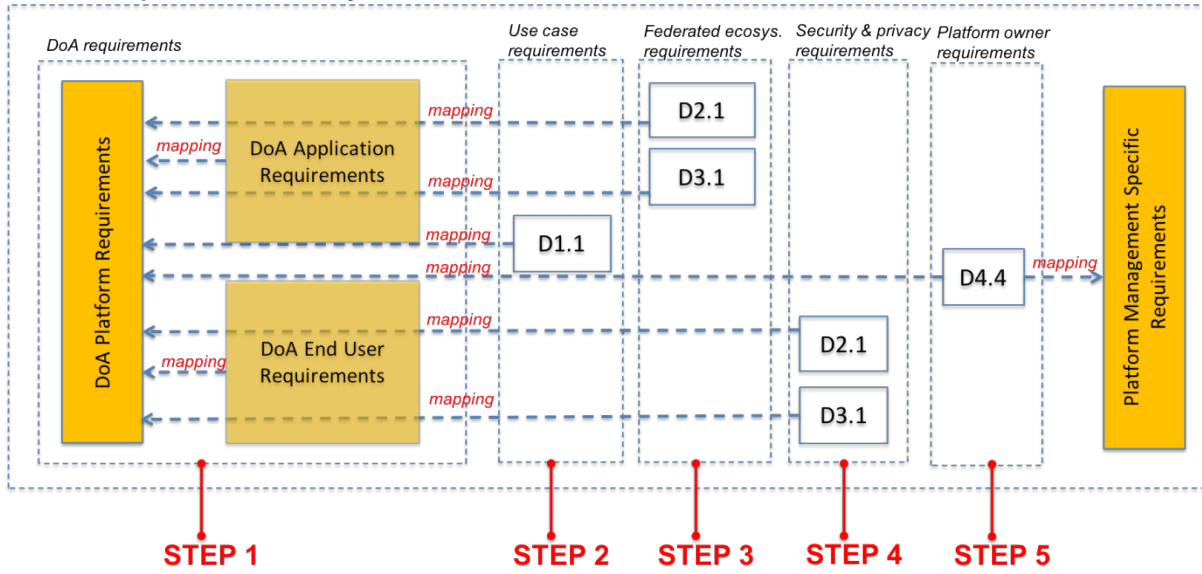 DoA requirements
Use case
requirements
Federated ecosys.
requirements
Security & privacy
requirements
Platform owner
requirements
DoA Platform Requirements
DoA Application
Requirements
DoA End User
Requirements
mapping
mapping
mapping
mapping
mapping
mapping
mapping
mapping
mapping
D2.1
D3.1
D1.1
D4.4
D2.1
D3.1
Platform Management Specific
Requirements
STEP 1
STEP 2
STEP 3
STEP 4
STEP 5